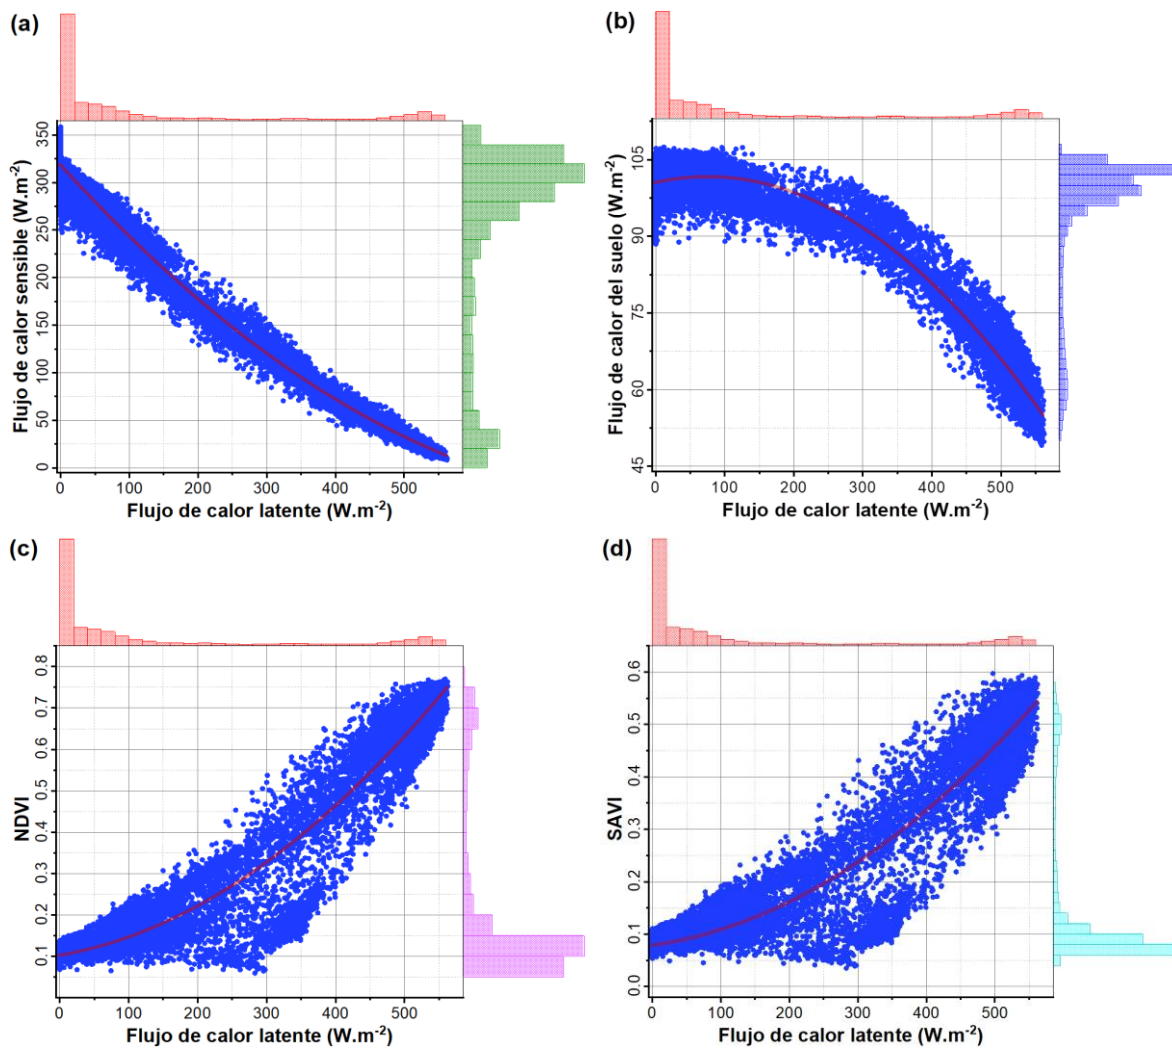 (a)
Flujo de calor sensible (W.m⁻²)
350
300
250
200
150
100
50
0
0 100 200 300 400 500
Flujo de calor latente (W.m⁻²)
(b)
Flujo de calor del suelo (W.m⁻²)
105
90
75
60
45
0 100 200 300 400 500
Flujo de calor latente (W.m⁻²)
(c)
NDVI
0.8
0.7
0.6
0.5
0.4
0.3
0.2
0.1
0 100 200 300 400 500
Flujo de calor latente (W.m⁻²)
(d)
SAVI
0.6
0.5
0.4
0.3
0.2
0.1
0.0
0 100 200 300 400 500
Flujo de calor latente (W.m⁻²)